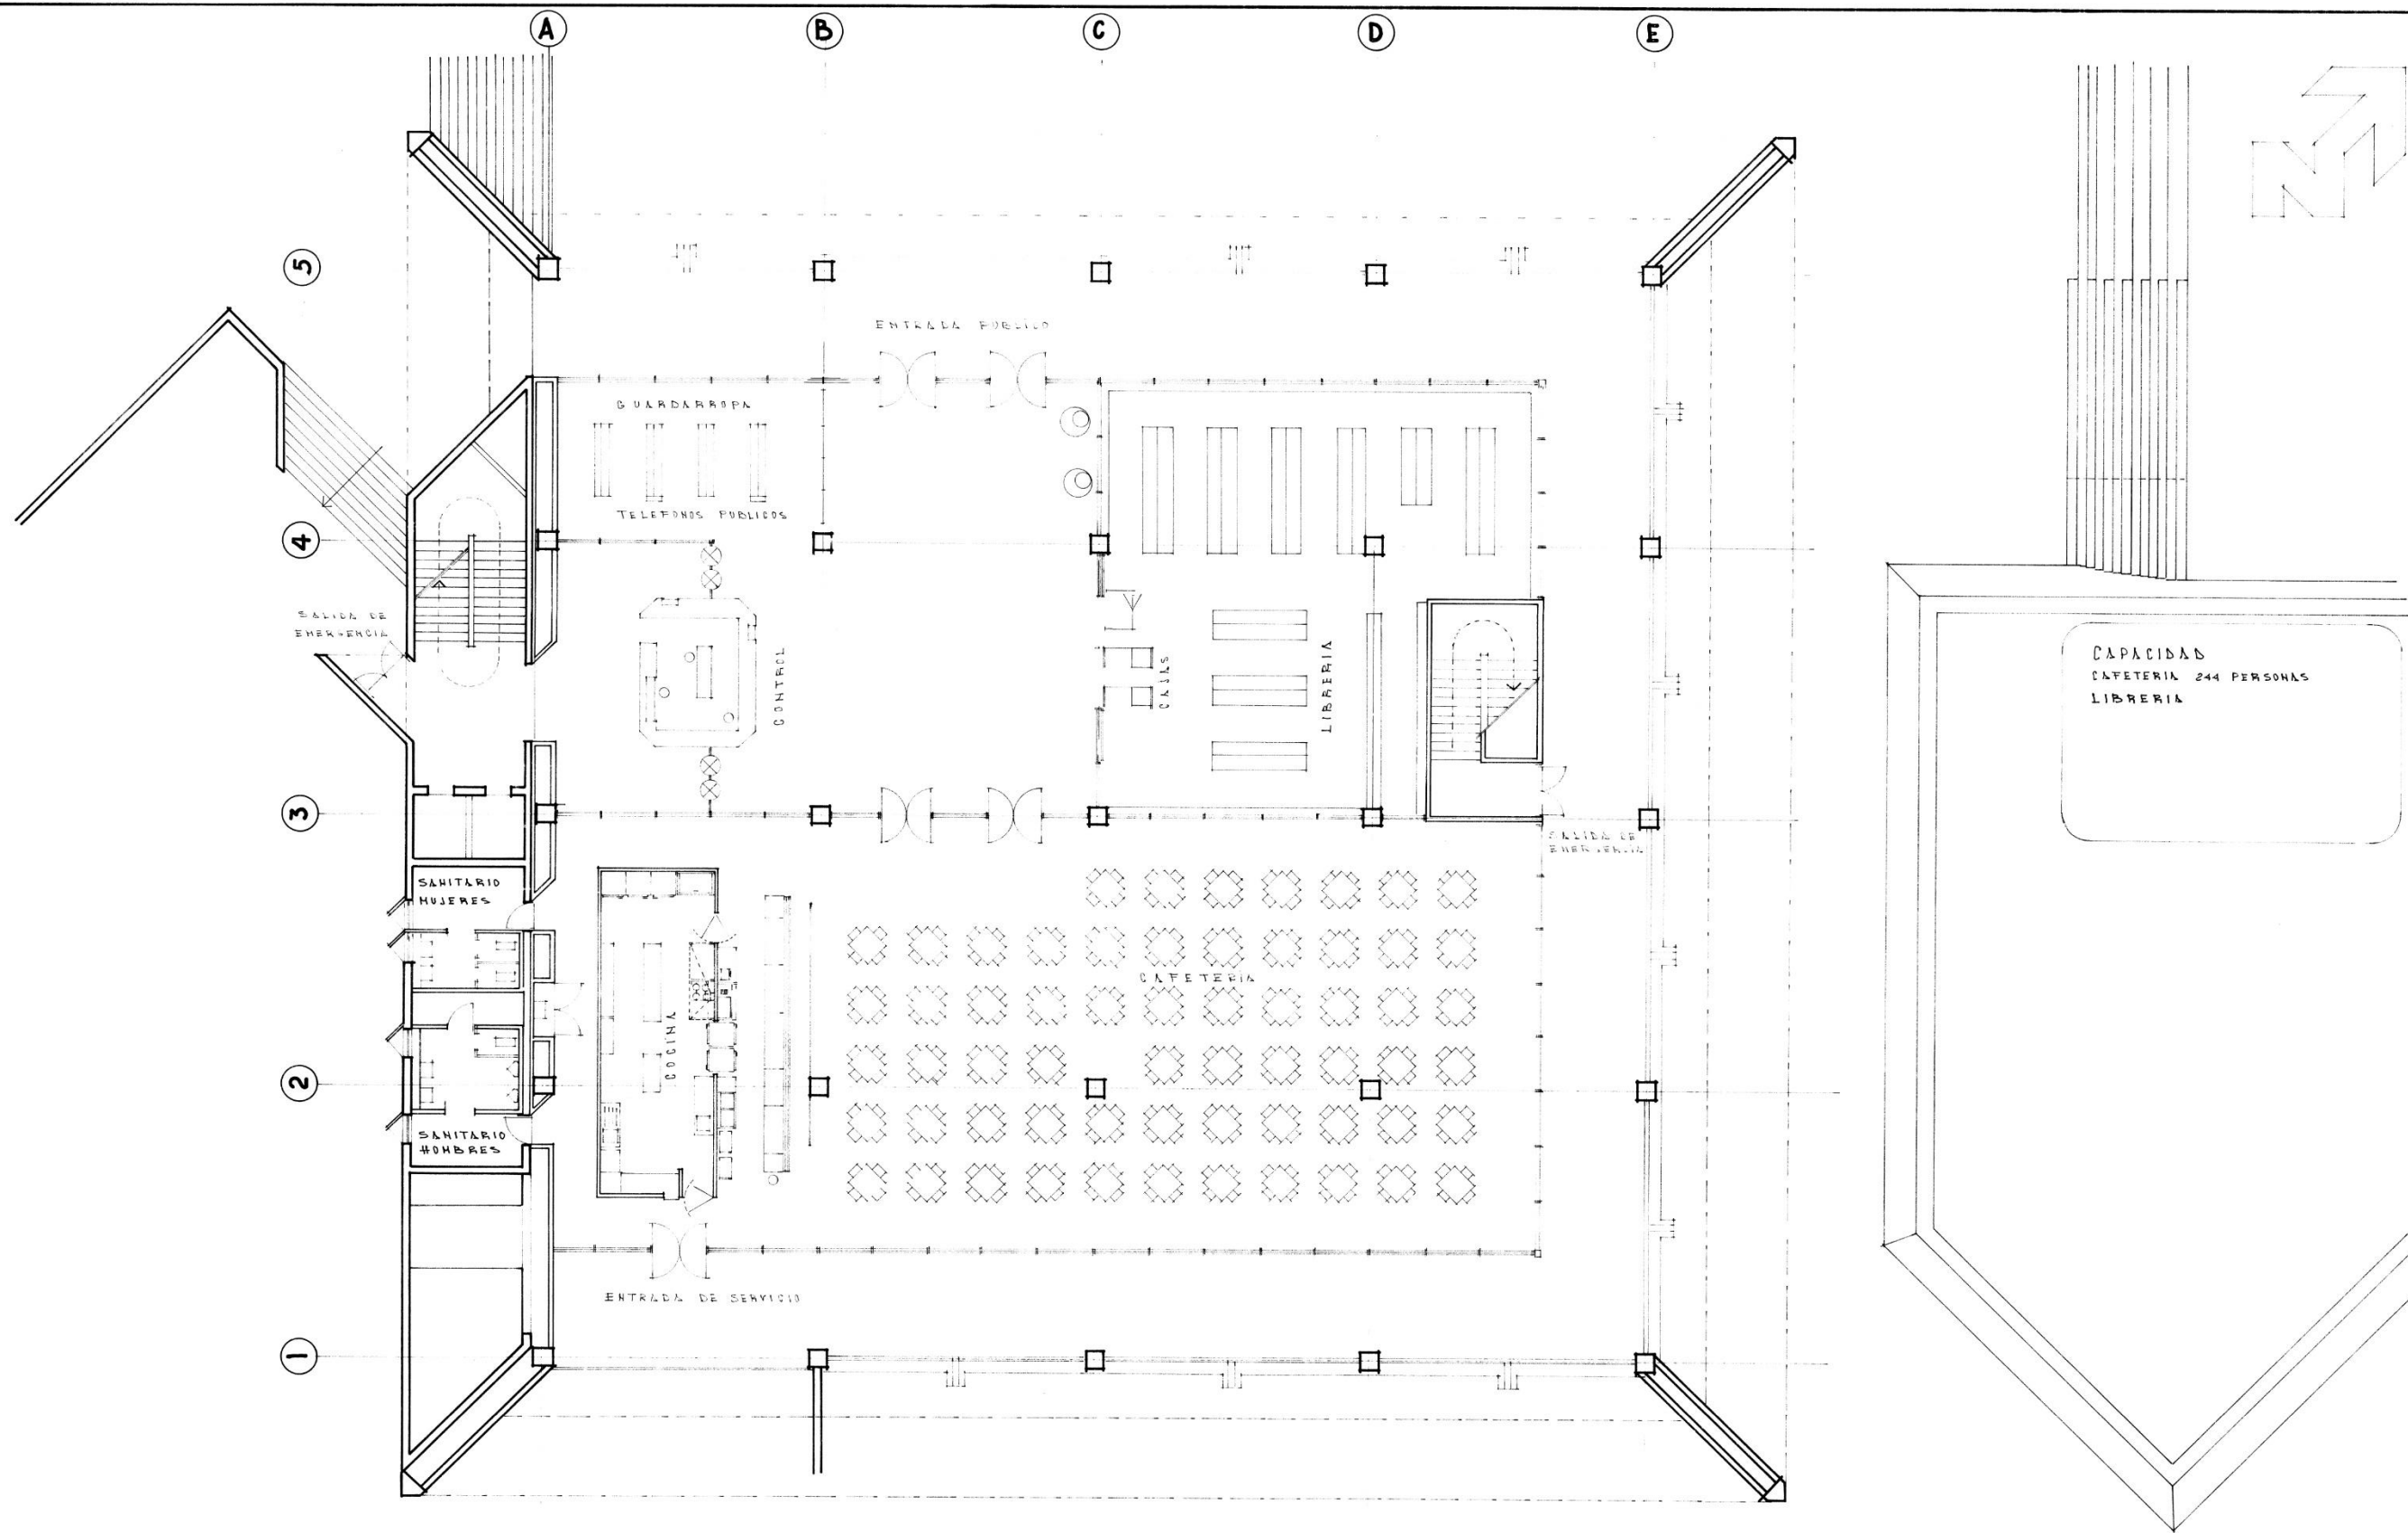 A
B
C
D
E
N
5
ENTRADA PUBLICO
GUARDARROPA
TELEFONOS PUBLICOS
4
SALIDA DE
EMERGENCIA
CONTROL
CAJAS
LIBRERIA
CAPACIDAD
CAFETERIA 244 PERSONAS
LIBRERIA
3
SALIDA DE
EMERGENCIA
SANITARIO
MUJERES
CAFETERIA
COCINA
2
SANITARIO
HOMBRES
ENTRADA DE SERVICIO
1